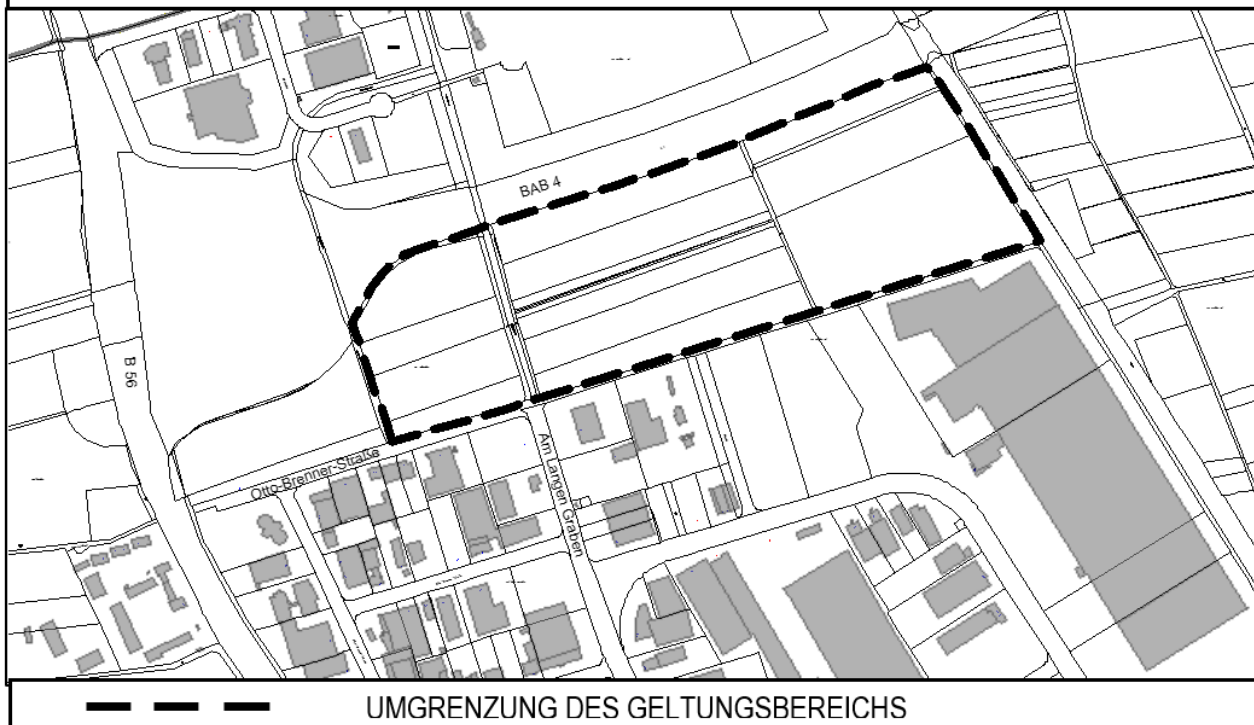 BAB 4
B 56
Otto-Brenner-Straße
Am Langen Graben
UMGRENZUNG DES GELTUNGSBEREICHS